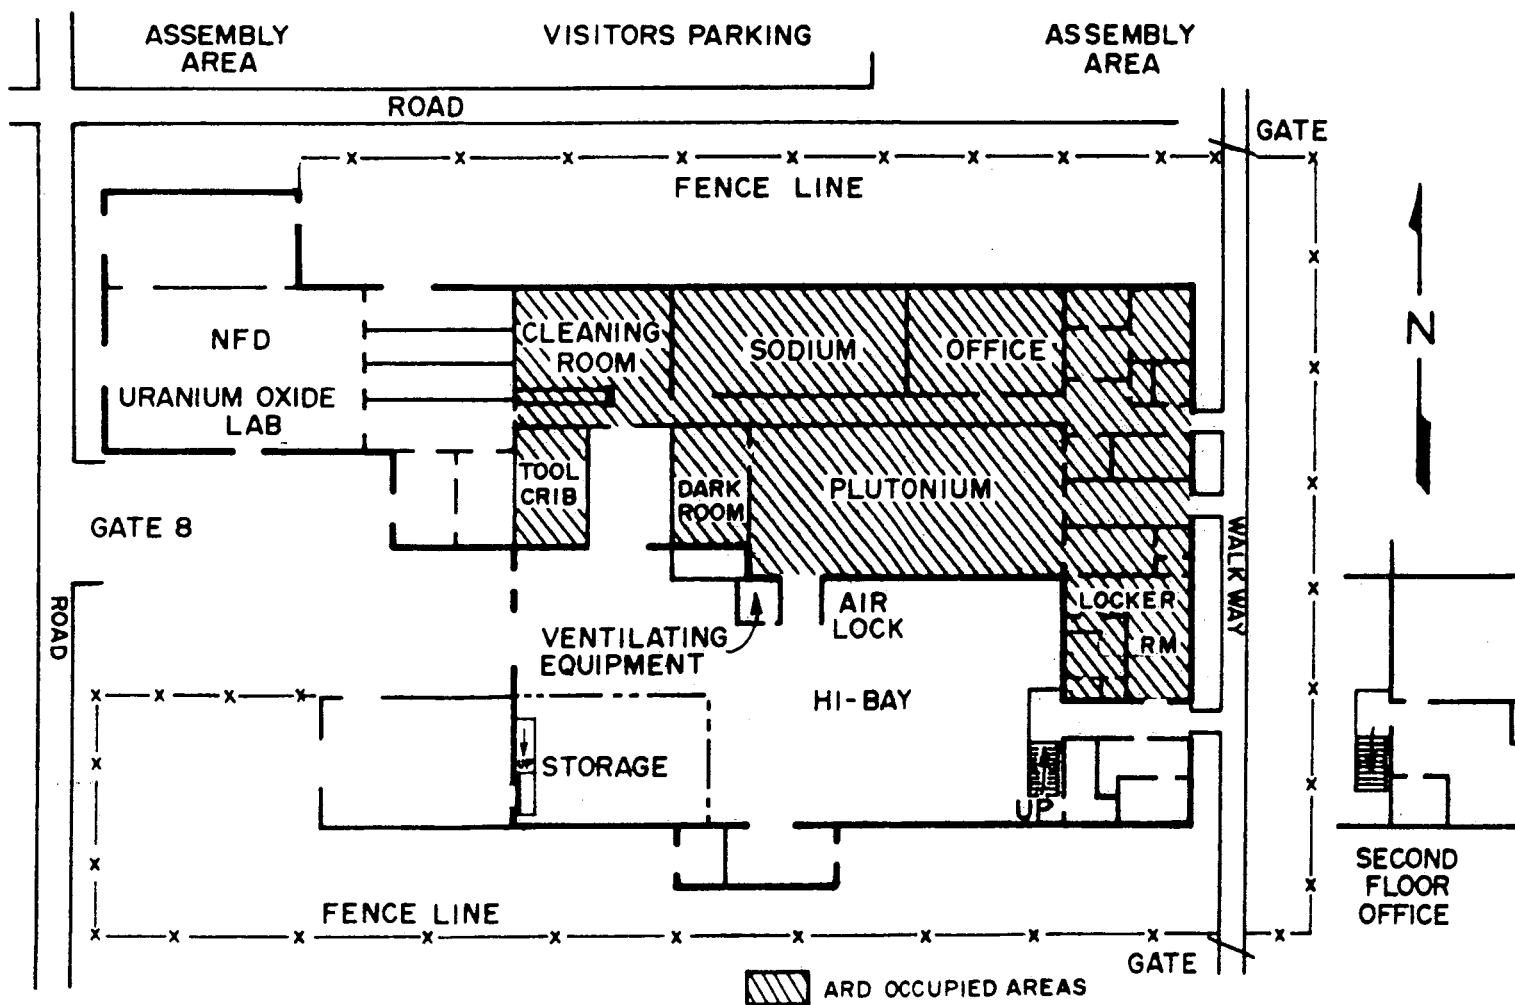 ASSEMBLY
AREA
VISITORS PARKING
ASSEMBLY
AREA
ROAD
GATE
FENCE LINE
N
NFD
URANIUM OXIDE
LAB
CLEANING
ROOM
SODIUM
OFFICE
TOOL
CRIB
DARK
ROOM
PLUTONIUM
GATE 8
ROAD
WALKWAY
LOCKER
RM
AIR
LOCK
VENTILATING
EQUIPMENT
HI-BAY
UP
STORAGE
UP
SECOND
FLOOR
OFFICE
FENCE LINE
GATE
ARD OCCUPIED AREAS